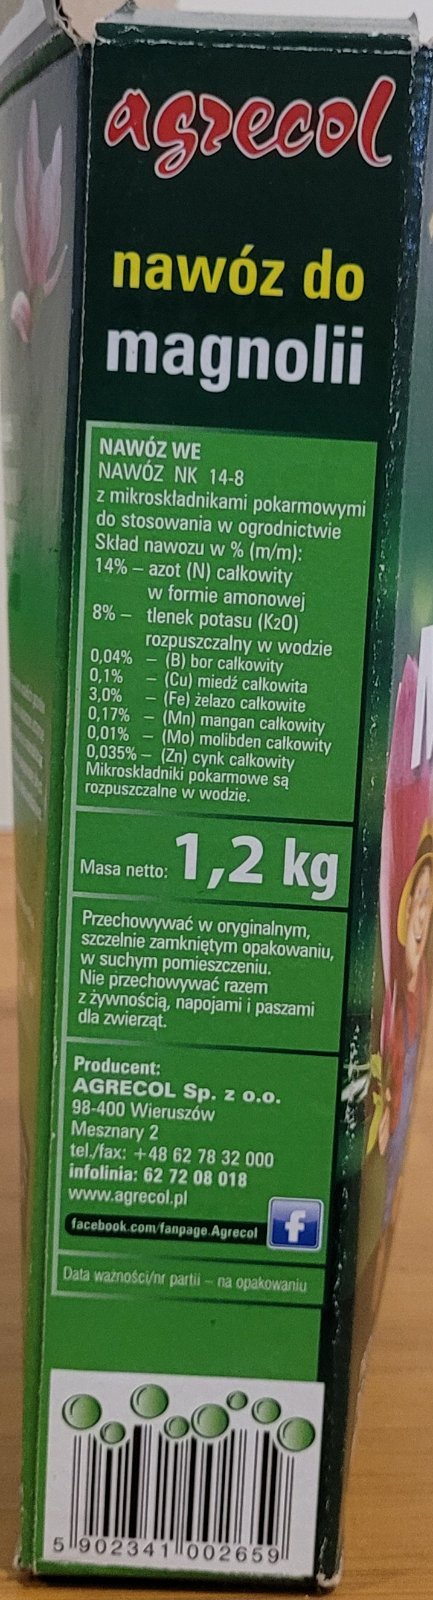 agrecol
nawóz do
magnolii
NAWÓZ WE
NAWÓZ NK 14-8
z mikroskładnikami pokarmowymi
do stosowania w ogrodnictwie
Skład nawozu w % (m/m):
14% – azot (N) całkowity
w formie amonowej
8% – tlenek potasu (K2O)
rozpuszczalny w wodzie
0,04% – (B) bor całkowity
0,1% – (Cu) miedź całkowita
3,0% – (Fe) żelazo całkowite
0,17% – (Mn) mangan całkowity
0,01% – (Mo) molibden całkowity
0,035% – (Zn) cynk całkowity
Mikroskładniki pokarmowe są
rozpuszczalne w wodzie.
Masa netto: 1,2 kg
Przechowywać w oryginalnym,
szczelnie zamkniętym opakowaniu,
w suchym pomieszczeniu.
Nie przechowywać razem
z żywnością, napojami i paszami
dla zwierząt.
Producent:
AGRECOL Sp. z o.o.
98-400 Wieruszów
Mesznary 2
tel./fax: +48 62 78 32 000
infolinia: 62 72 08 018
www.agrecol.pl
facebook.com/fanpage.Agrecol
f
Data ważności/nr partii – na opakowaniu
5 902341 002659